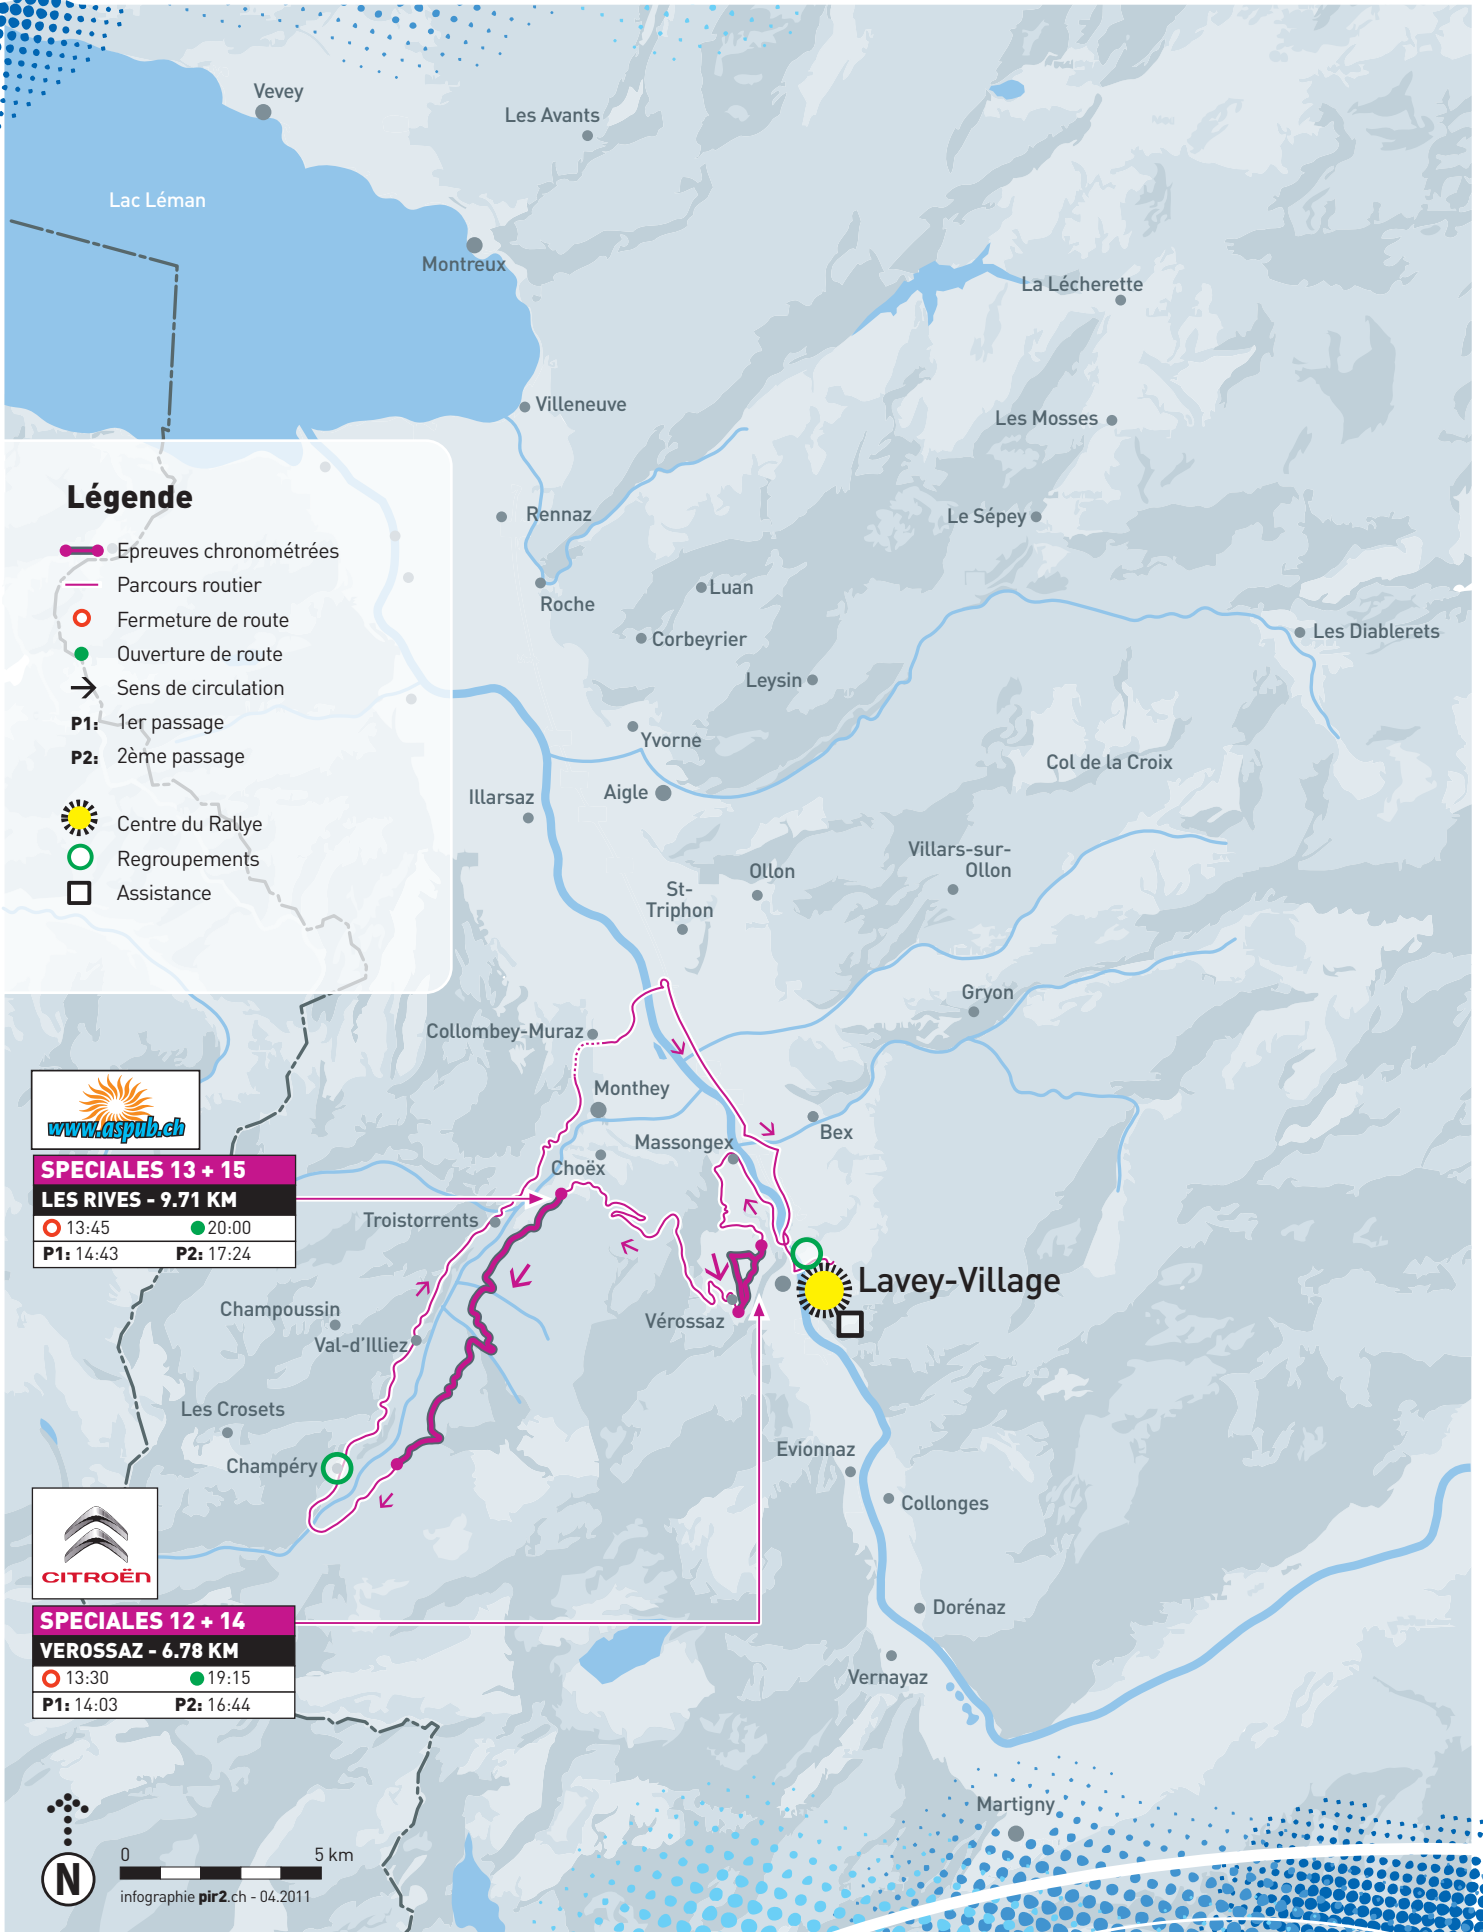 Vevey
Les Avants
Lac Léman
Montreux
La Lécherette
Villeneuve
Les Mosses
Légende
Rennaz
Le Sépey
Epreuves chronométrées
Parcours routier
Luan
Roche
Fermeture de route
Corbeyrier
Les Diablerets
Ouverture de route
Leysin
Sens de circulation
P1: 1er passage
Yvorne
P2: 2ème passage
Col de la Croix
Illarsaz
Aigle
Centre du Rallye
Regroupements
Villars-sur-
Ollon
Ollon
St-
Triphon
Assistance
Gryon
Collombey-Muraz
Monthey
www.aspub.ch
Bex
Massongex
SPECIALES 13 + 15
Choëx
LES RIVES - 9.71 KM
Troistorrents
13:45 20:00
P1: 14:43 P2: 17:24
Lavey-Village
Champoussin
Vérossaz
Val-d'Illiez
Les Crosets
Evionnaz
Champéry
Collonges
CITROËN
Dorénaz
SPECIALES 12 + 14
VEROSSAZ - 6.78 KM
13:30 19:15
Vernayaz
P1: 14:03 P2: 16:44
Martigny
0 5 km
N
infographie pir2.ch - 04.2011